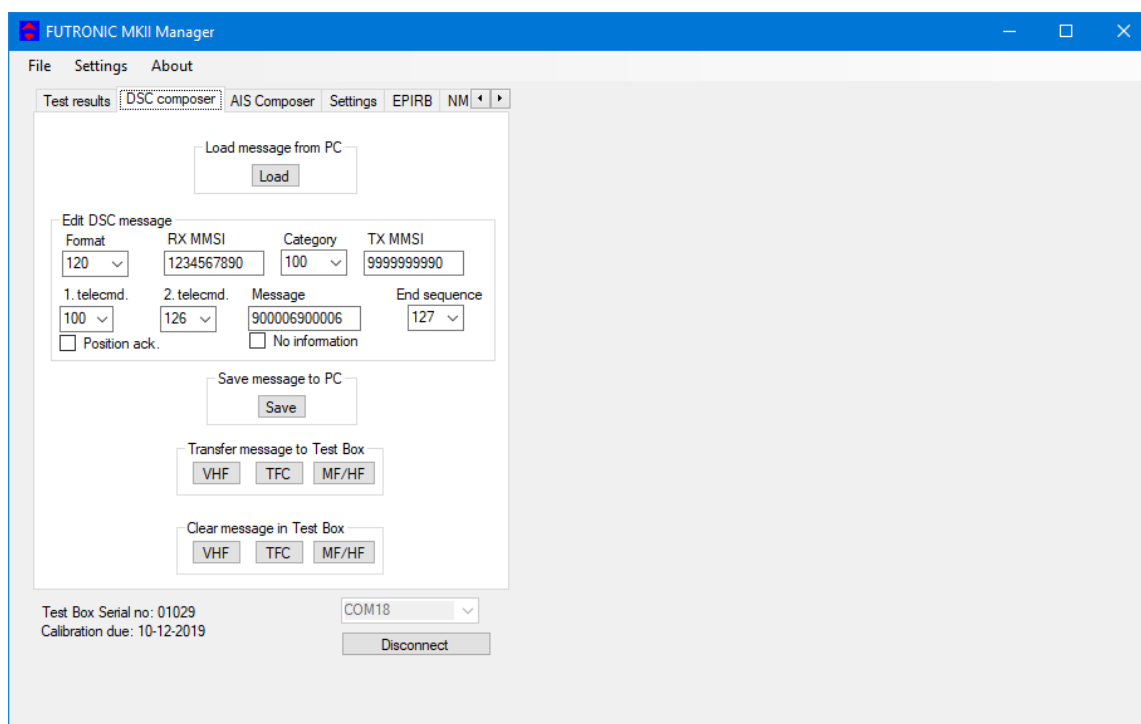 FUTRONIC MKII Manager
File Settings About
Test results DSC composer AIS Composer Settings EPIRB NM
Load message from PC
Load
Edit DSC message
Format RX MMSI Category TX MMSI
120 1234567890 100 9999999990
1. telecmd. 2. telecmd. Message End sequence
100 126 900006900006 127
Position ack. No information
Save message to PC
Save
Transfer message to Test Box
VHF TFC MF/HF
Clear message in Test Box
VHF TFC MF/HF
Test Box Serial no: 01029 COM18
Calibration due: 10-12-2019
Disconnect